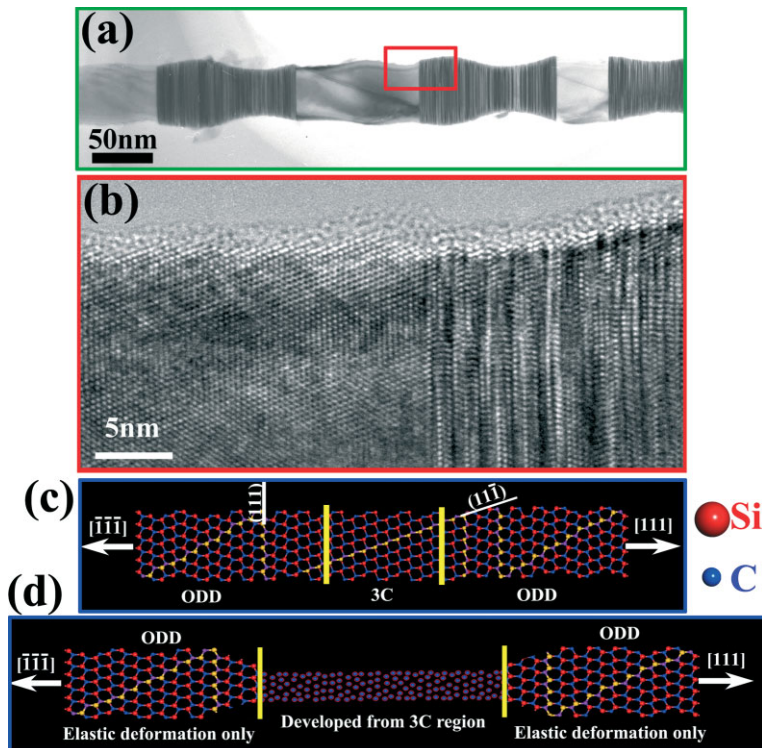 (a)
50nm
(b)
5nm
(c)
[1̅1̅1̅]
(111)
(111̅)
[111]
Si
ODD
3C
ODD
C
(d)
[1̅1̅1̅]
ODD
ODD
[111]
Elastic deformation only
Developed from 3C region
Elastic deformation only